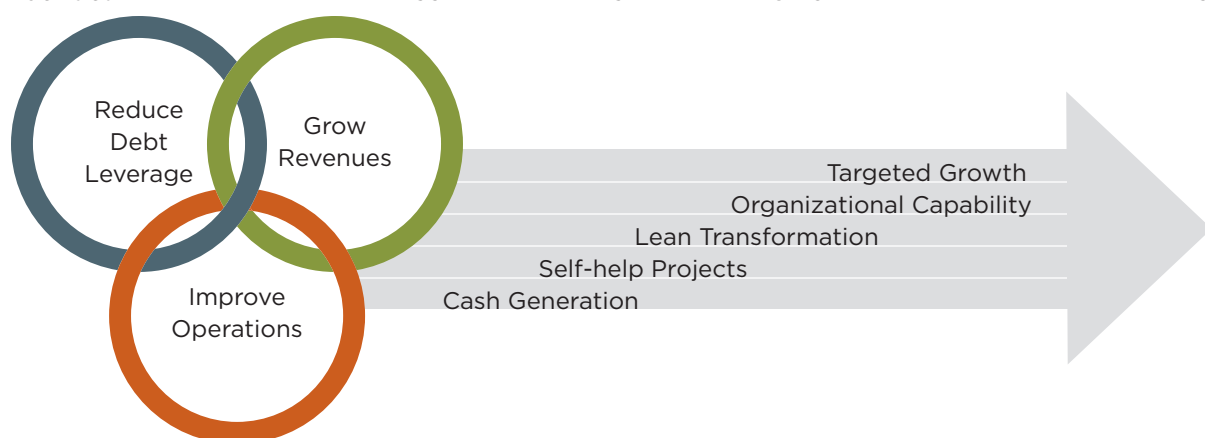 Reduce
Debt
Leverage
Grow
Revenues
Improve
Operations
Targeted Growth
Organizational Capability
Lean Transformation
Self-help Projects
Cash Generation